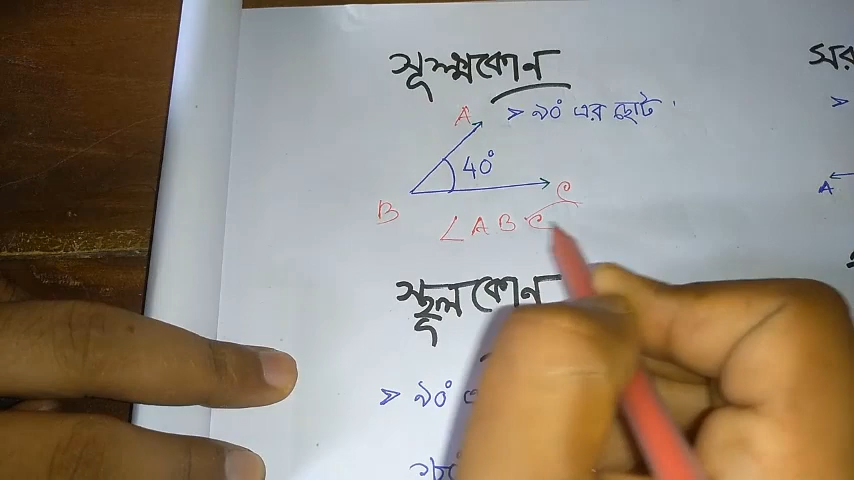 সূক্ষ্মকোন
> ৯০° এর ছোট
A
40°
B
C
∠ABC
স্থূলকোন
> ৯০°
A